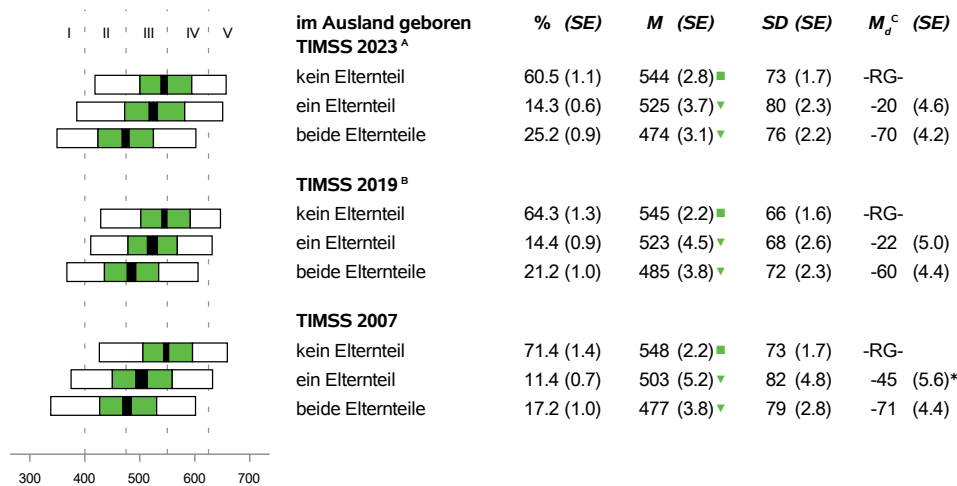 I II III IV V
im Ausland geboren % (SE) M (SE) SD (SE) M_d^C (SE)
TIMSS 2023 ^A
kein Elternteil 60.5 (1.1) 544 (2.8) ■ 73 (1.7) -RG-
ein Elternteil 14.3 (0.6) 525 (3.7) ▼ 80 (2.3) -20 (4.6)
beide Elternteile 25.2 (0.9) 474 (3.1) ▼ 76 (2.2) -70 (4.2)
TIMSS 2019 ^B
kein Elternteil 64.3 (1.3) 545 (2.2) ■ 66 (1.6) -RG-
ein Elternteil 14.4 (0.9) 523 (4.5) ▼ 68 (2.6) -22 (5.0)
beide Elternteile 21.2 (1.0) 485 (3.8) ▼ 72 (2.3) -60 (4.4)
TIMSS 2007
kein Elternteil 71.4 (1.4) 548 (2.2) ■ 73 (1.7) -RG-
ein Elternteil 11.4 (0.7) 503 (5.2) ▼ 82 (4.8) -45 (5.6)*
beide Elternteile 17.2 (1.0) 477 (3.8) ▼ 79 (2.8) -71 (4.4)
300 400 500 600 700